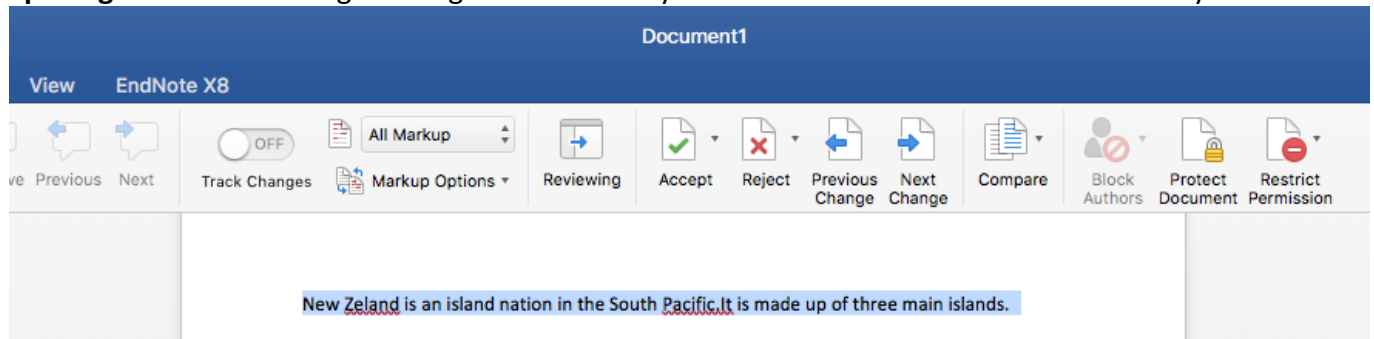 Document1
View EndNote X8
OFF All Markup
ve Previous Next Track Changes Markup Options Reviewing Accept Reject Previous Change Next Change Compare Block Authors Protect Document Restrict Permission
New Zeland is an island nation in the South Pacific,It is made up of three main islands.